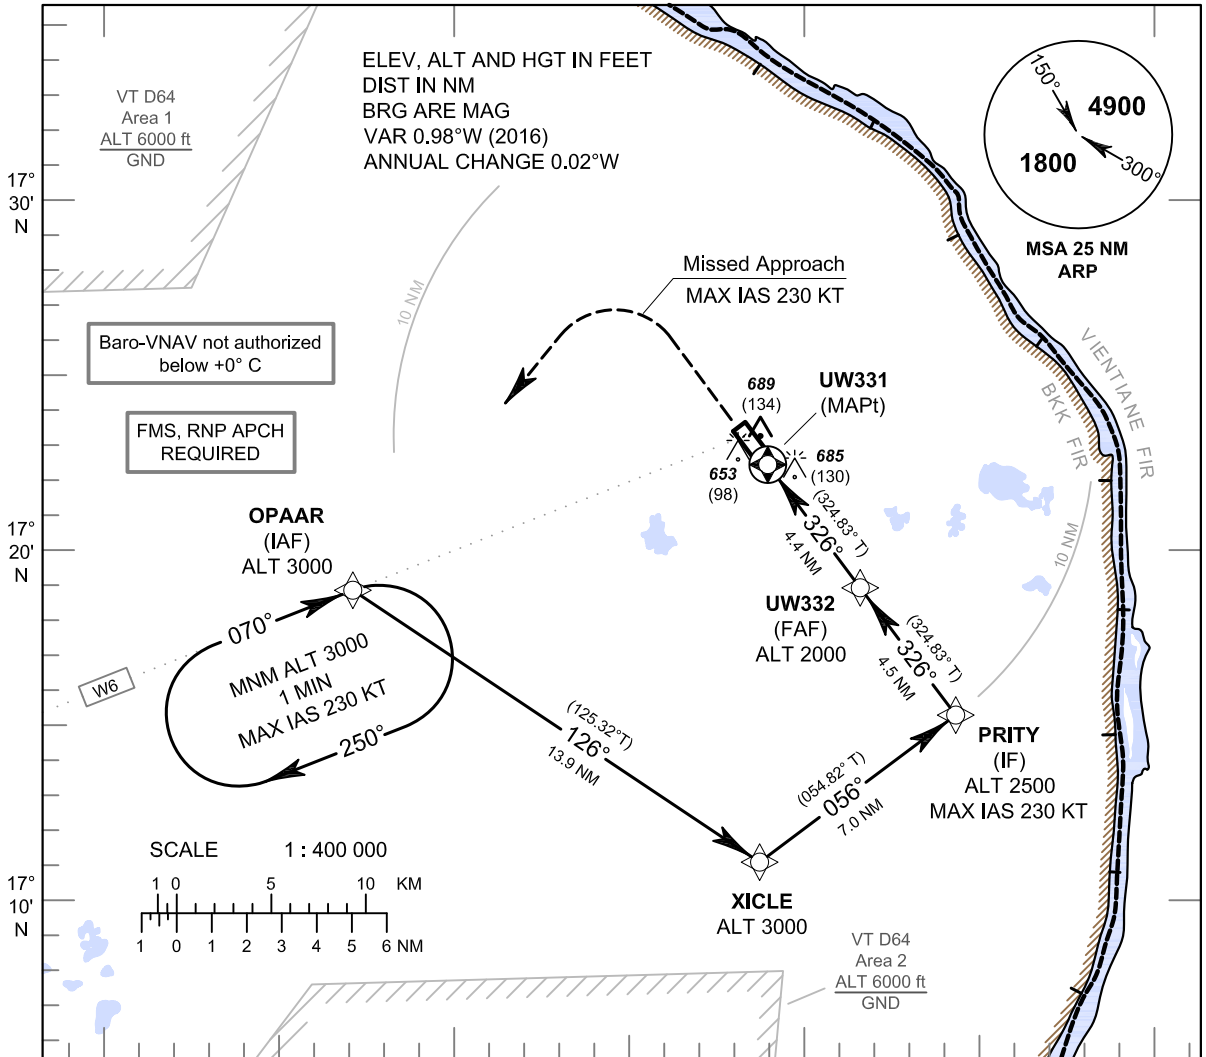 ELEV, ALT AND HGT IN FEET
DIST IN NM
BRG ARE MAG
VAR 0.98°W (2016)
ANNUAL CHANGE 0.02°W
VT D64
Area 1
ALT 6000 ft
GND
150°
4900
1800
300°
MSA 25 NM
ARP
17°
30'
N
10 NM
Missed Approach
MAX IAS 230 KT
Baro-VNAV not authorized
below +0° C
FMS, RNP APCH
REQUIRED
VIENTIANE FIR
BKK FIR
689
(134)
UW331
(MAPt)
653
(98)
685
(130)
(324.83° T)
326°
4.4 NM
10 NM
17°
20'
N
OPAAR
(IAF)
ALT 3000
UW332
(FAF)
ALT 2000
(324.83° T)
326°
4.5 NM
070°
MNM ALT 3000
1 MIN
MAX IAS 230 KT
250°
W6
(125.32°T)
126°
13.9 NM
(054.82° T)
056°
7.0 NM
PRITY
(IF)
ALT 2500
MAX IAS 230 KT
XICLE
ALT 3000
SCALE 1 : 400 000
1 0 5 10 KM
1 0 1 2 3 4 5 6 NM
17°
10'
N
VT D64
Area 2
ALT 6000 ft
GND